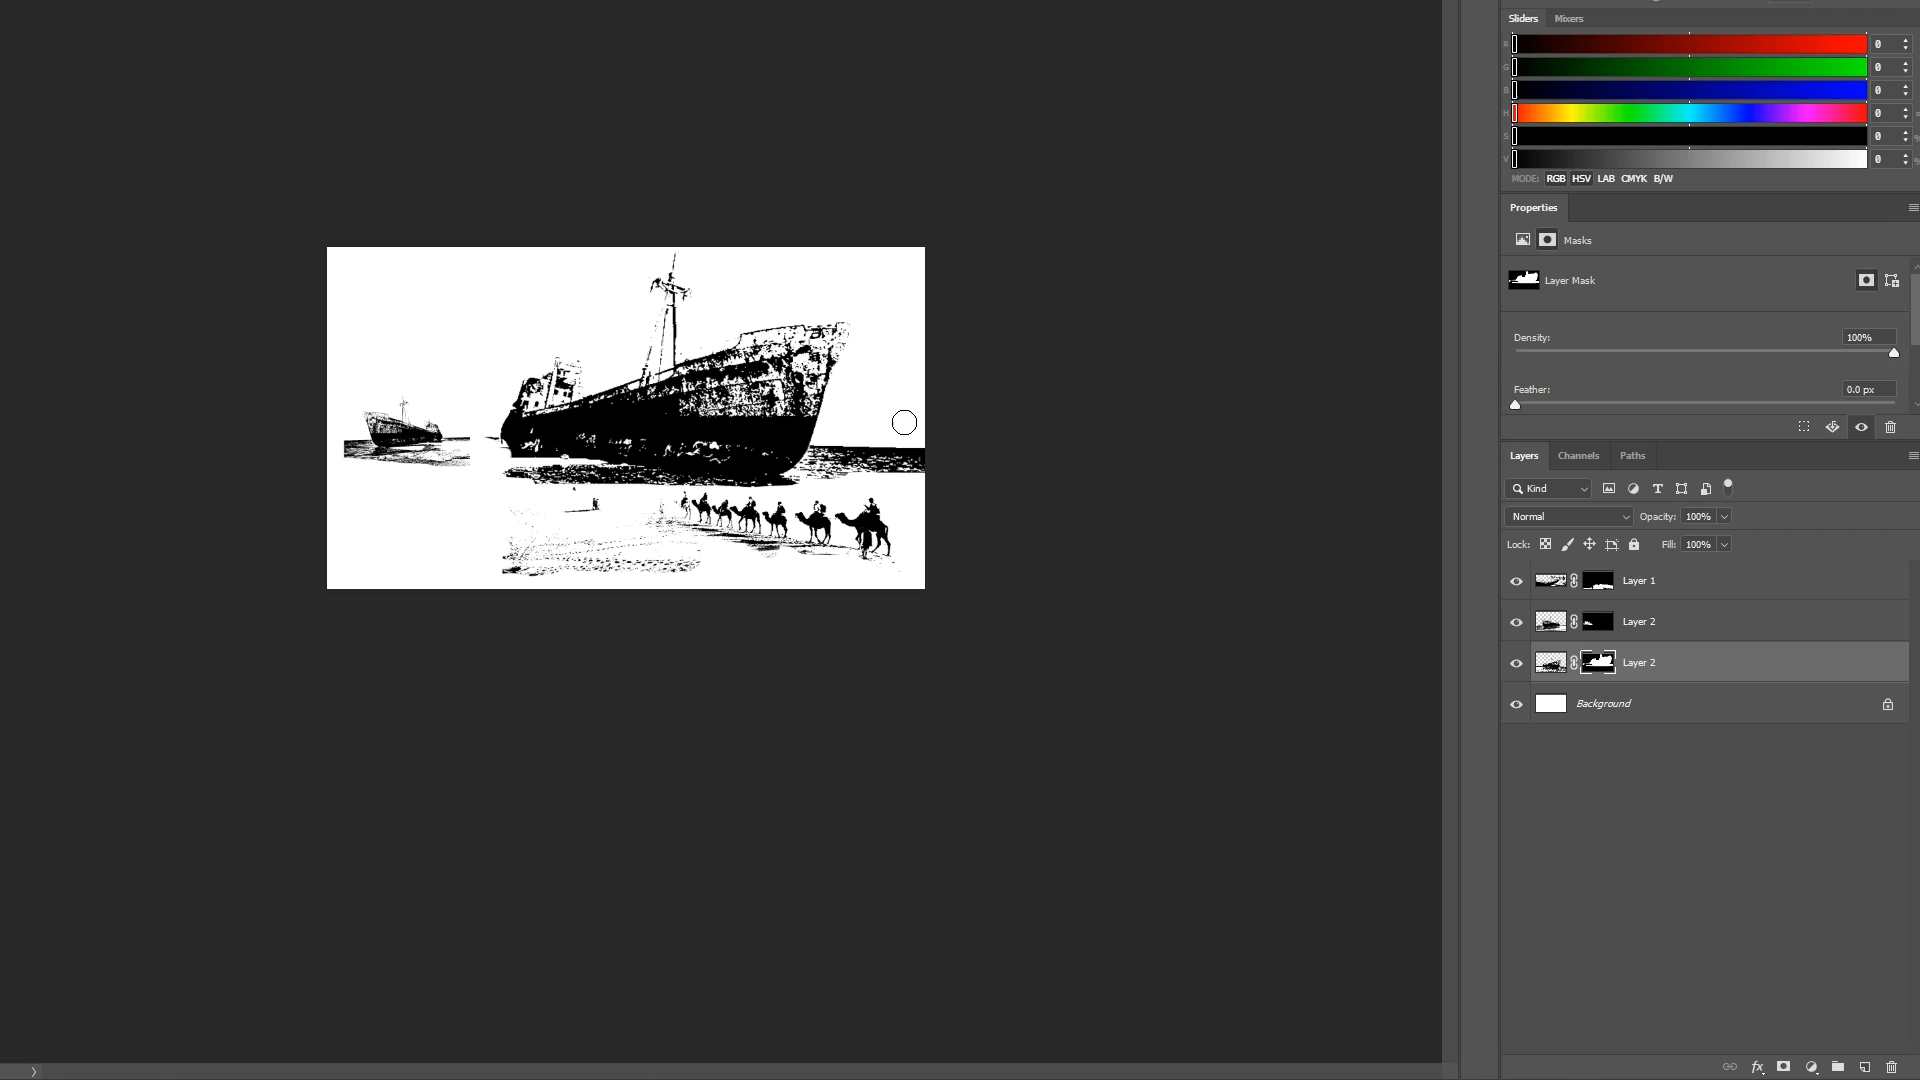 Sliders Mixers
R 0
G 0
B 0
H 0
S 0 %
V 0 %
MODE: RGB HSV LAB CMYK B/W
Properties
Masks
Layer Mask
Density: 100%
Feather: 0.0 px
Layers Channels Paths
Kind
Normal Opacity: 100%
Lock: Fill: 100%
Layer 1
Layer 2
Layer 2
Background
fx